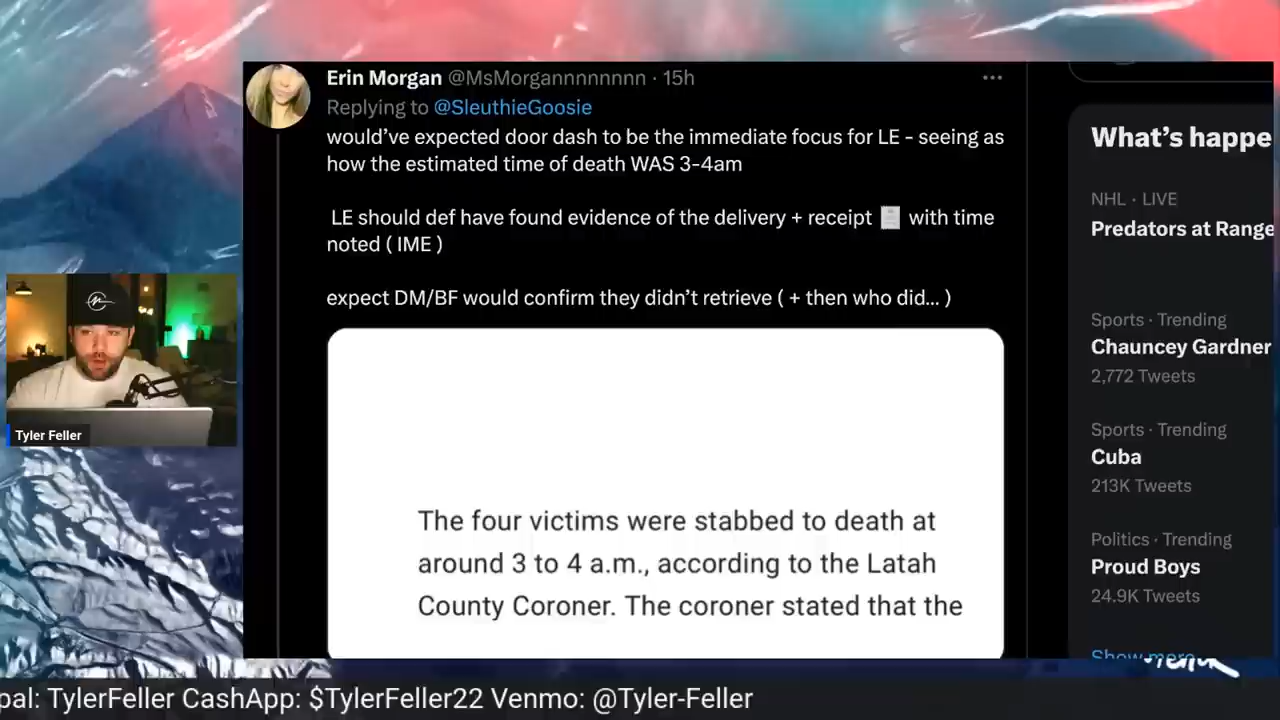 Erin Morgan @MsMorgannnnnnn · 15h
Replying to @SleuthieGoosie
would've expected door dash to be the immediate focus for LE - seeing as
how the estimated time of death WAS 3-4am
LE should def have found evidence of the delivery + receipt 🧾 with time
noted ( IME )
expect DM/BF would confirm they didn't retrieve ( + then who did... )
The four victims were stabbed to death at
around 3 to 4 a.m., according to the Latah
County Coroner. The coroner stated that the
What's happe
NHL · LIVE
Predators at Range
Sports · Trending
Chauncey Gardner
2,772 Tweets
Sports · Trending
Cuba
213K Tweets
Politics · Trending
Proud Boys
24.9K Tweets
Show more
Tyler Feller
pal: TylerFeller CashApp: $TylerFeller22 Venmo: @Tyler-Feller